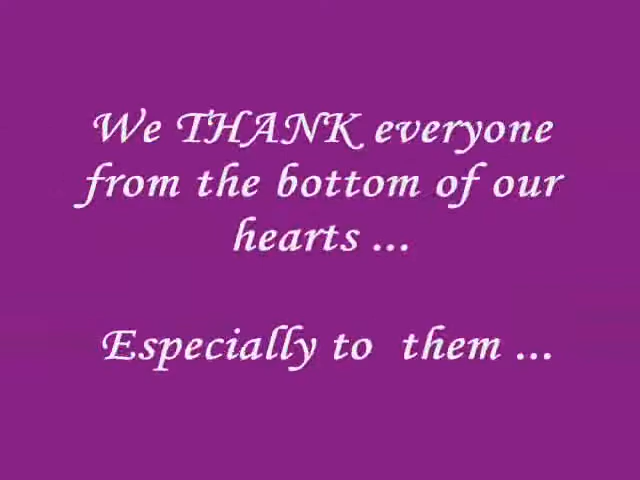 We THANK everyone
from the bottom of our
hearts ...
Especially to them ...